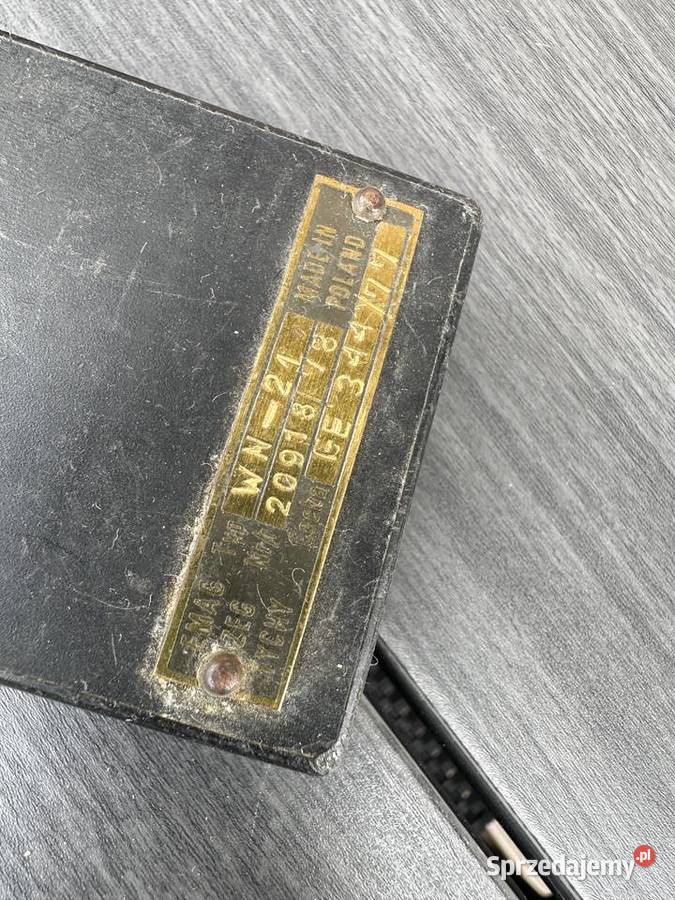 EMAG
ZEG
TYCHY
Typ WN-24
Nr/r 20918/78
GE 344/77
MADE IN
POLAND
Sprzedajemy.pl